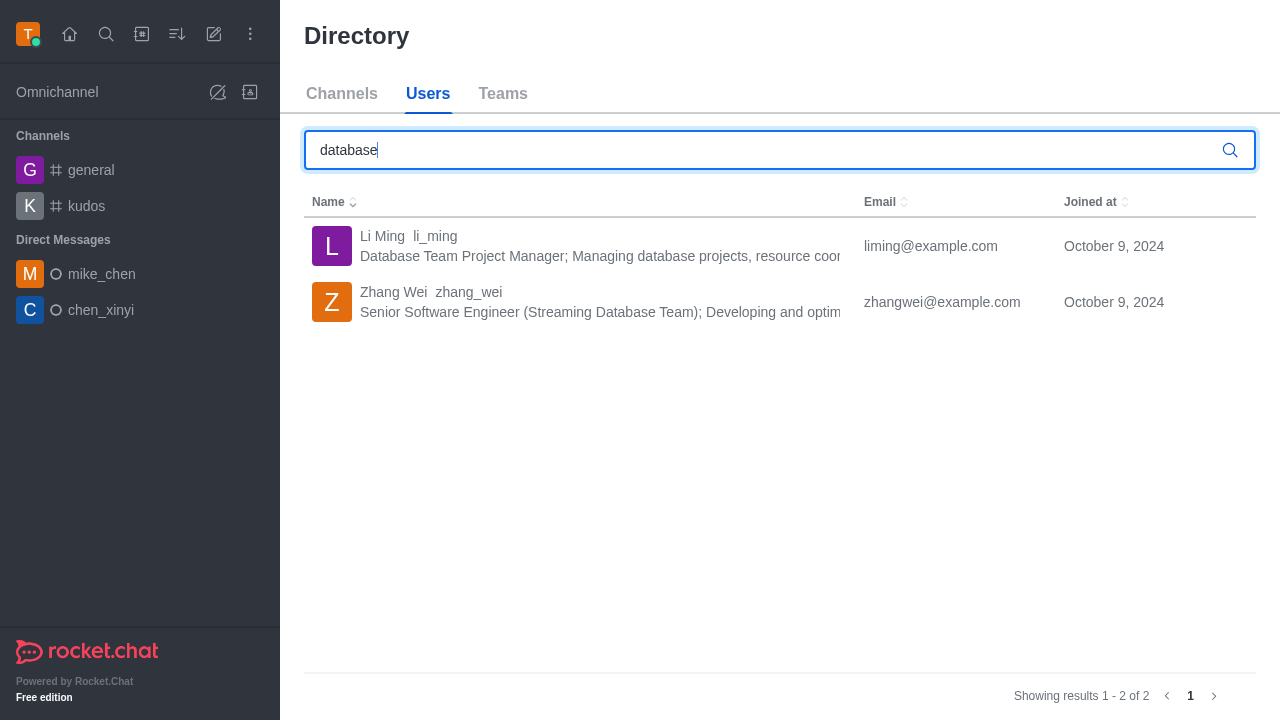 T
Omnichannel
Channels
G general
K kudos
Direct Messages
M mike_chen
C chen_xinyi
rocket.chat
Powered by Rocket.Chat
Free edition
Directory
Channels Users Teams
database
Name Email Joined at
L Li Ming li_ming
Database Team Project Manager; Managing database projects, resource coor
liming@example.com October 9, 2024
Z Zhang Wei zhang_wei
Senior Software Engineer (Streaming Database Team); Developing and optim
zhangwei@example.com October 9, 2024
Showing results 1 - 2 of 2 1